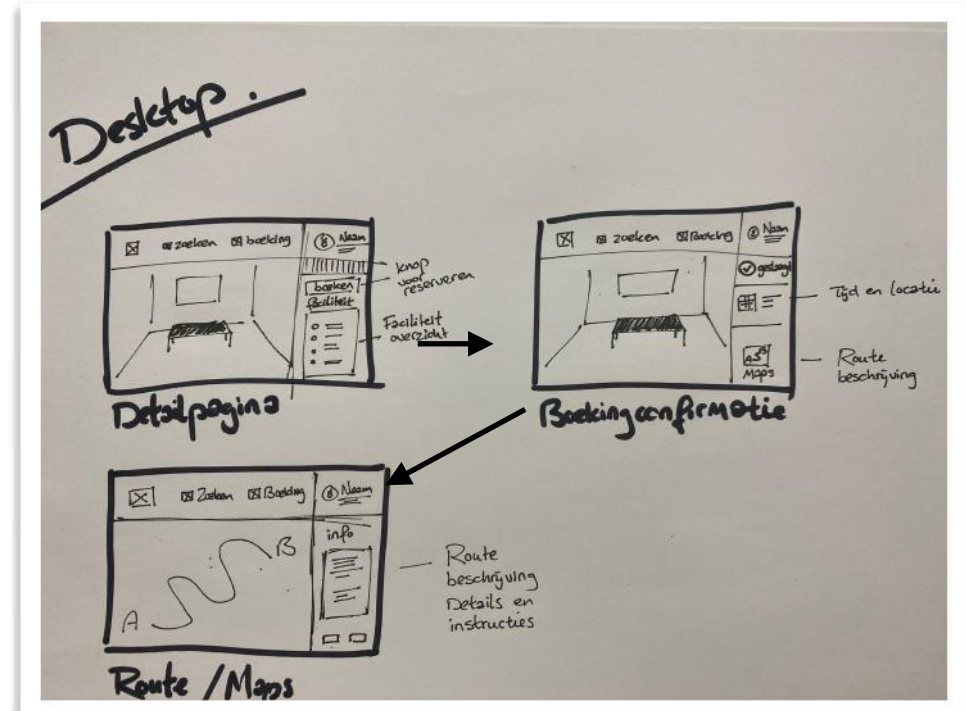 Desktop.
zoeken boeking Naam
boeken
faciliteit
knop
voor
reserveren
Faciliteit
overzicht
Detailpagina
zoeken Boeking Naam
geslaagd
Maps
Tijd en locatie
Route
beschrijving
Boekingconfirmatie
Zoeken Boeking Naam
A
B
info
Route
beschrijving
Details en
instructies
Route / Maps